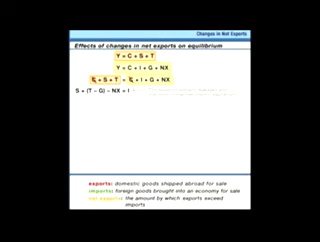 Changes in Net Exports
Effects of changes in net exports on equilibrium
Y = C + S + T
Y = C + I + G + NX
C + S + T = C + I + G + NX
S + (T – G) – NX = I
exports: domestic goods shipped abroad for sale
imports: foreign goods brought into an economy for sale
net exports: the amount by which exports exceed
imports